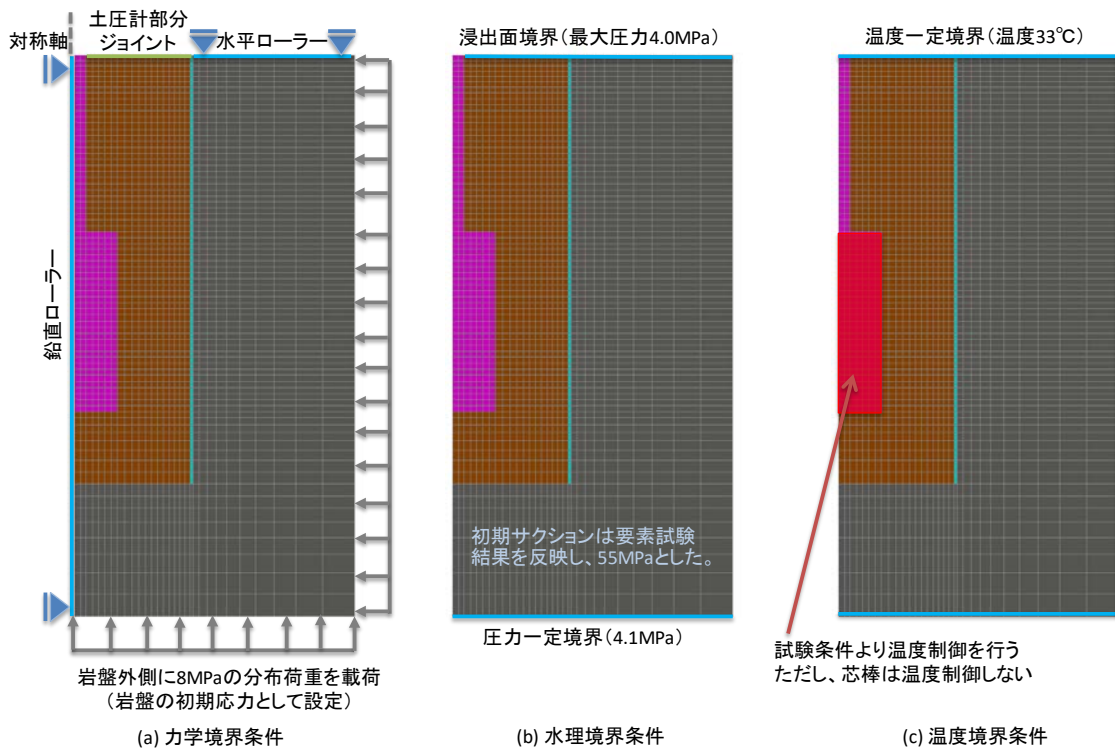 対称軸
土圧計部分
ジョイント
水平ローラー
鉛直ローラー
岩盤外側に8MPaの分布荷重を載荷
(岩盤の初期応力として設定)
(a) 力学境界条件
浸出面境界(最大圧力4.0MPa)
初期サクションは要素試験
結果を反映し、55MPaとした。
圧力一定境界(4.1MPa)
(b) 水理境界条件
温度一定境界(温度33℃)
試験条件より温度制御を行う
ただし、芯棒は温度制御しない
(c) 温度境界条件